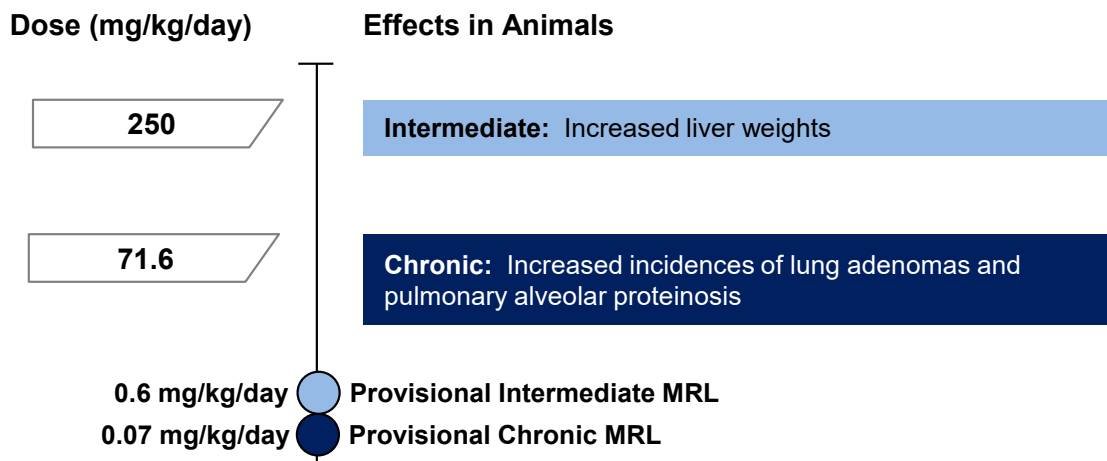 Dose (mg/kg/day) Effects in Animals
250
Intermediate: Increased liver weights
71.6
Chronic: Increased incidences of lung adenomas and
pulmonary alveolar proteinosis
0.6 mg/kg/day Provisional Intermediate MRL
0.07 mg/kg/day Provisional Chronic MRL